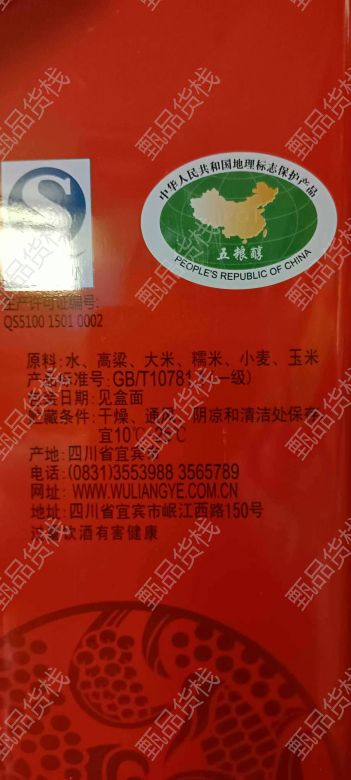 中华人民共和国地理标志保护产品
五粮醇
PEOPLE'S REPUBLIC OF CHINA
S
生产许可证编号:
QS5100 1501 0002
原料:水、高粱、大米、糯米、小麦、玉米
产品标准号:GB/T10781. (一级)
包装日期:见盒面
贮藏条件:干燥、通风、阴凉和清洁处保存
宜10℃-25℃
产地:四川省宜宾市
电话:(0831)3553988 3565789
网址:WWW.WULIANGYE.COM.CN
地址:四川省宜宾市岷江西路150号
过量饮酒有害健康
甄品货栈